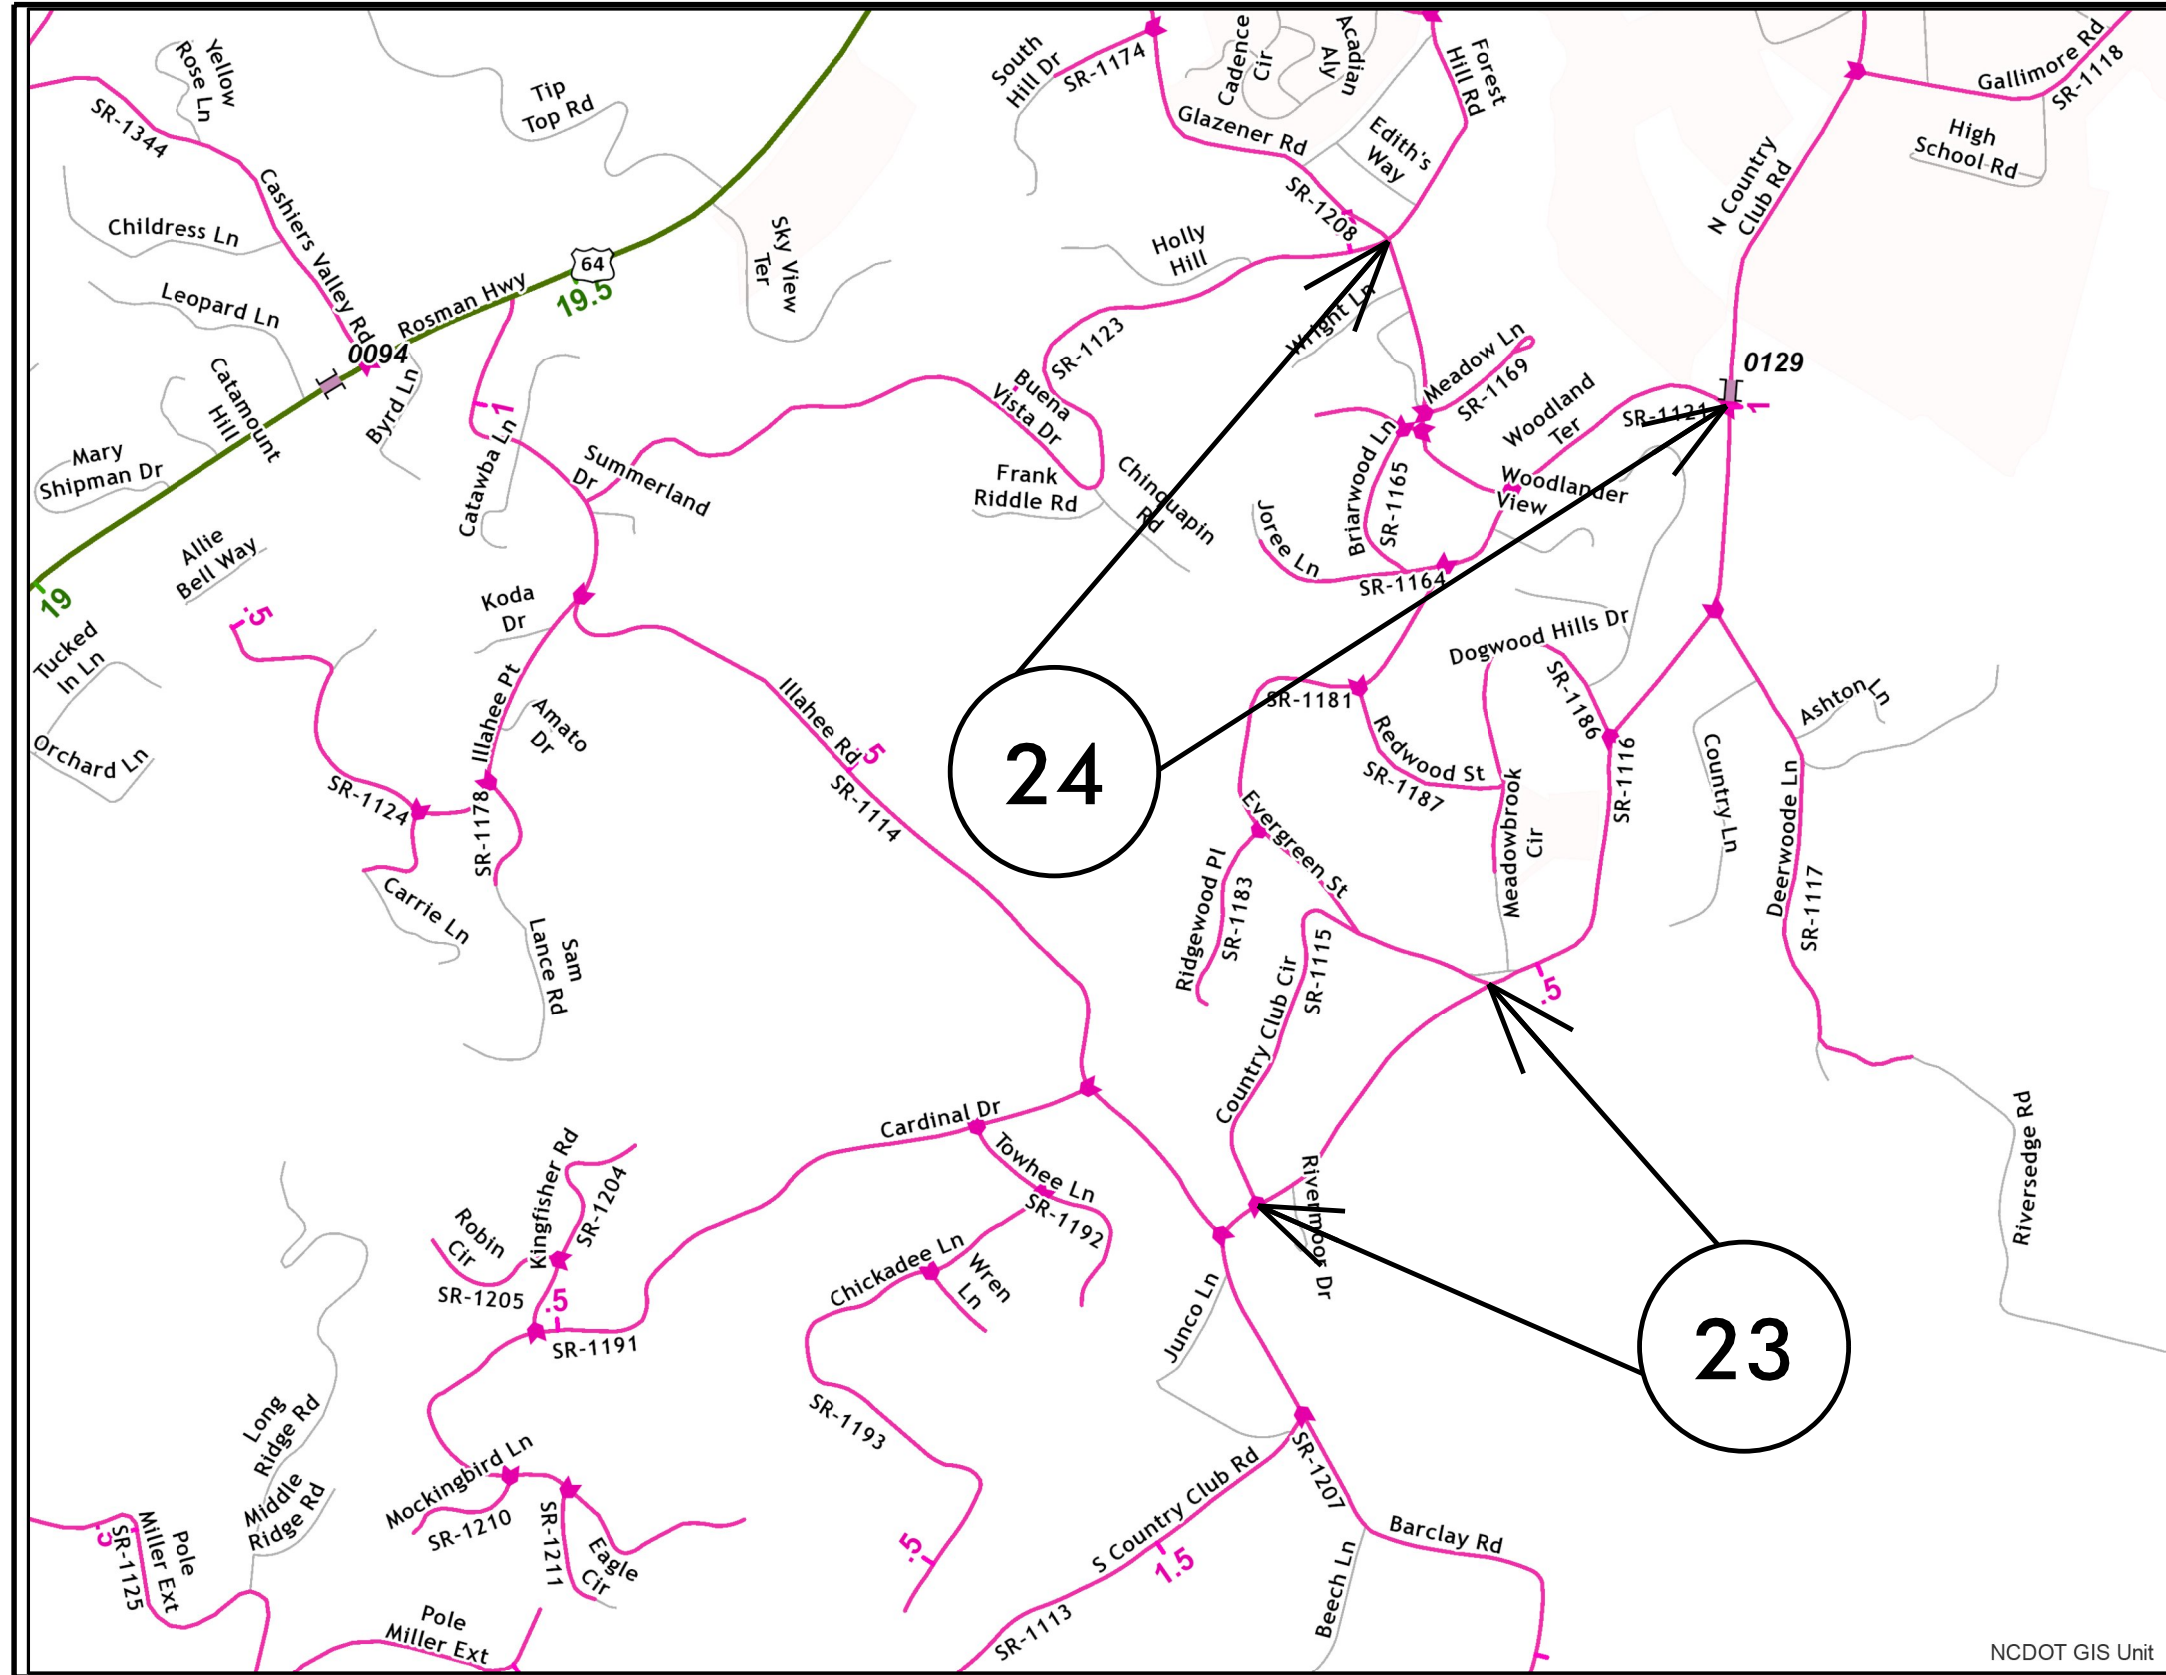 Yellow
Rose Ln
SR-1344
Tip
Top Rd
South
Hill Dr
SR-1174
Cadence
Cir
Acadian
Aly
Forest
Hill Rd
Glazener Rd
Edith's
Way
Gallimore Rd
SR-1118
High
School Rd
N Country
Club Rd
Cashiers Valley Rd
Childress Ln
Leopard Ln
Rosman Hwy
64
19.5
0094
Sky View
Ter
SR-1208
Holly
Hill
Wright Ln
SR-1123
Buena
Vista Dr
Meadow Ln
SR-1169
Woodland
Ter
SR-1121
0129
1
Catamount
Hill
Byrd Ln
1
Catawba Ln
Mary
Shipman Dr
Summerland
Dr
Frank
Riddle Rd
Chinquapin
Rd
Briarwood Ln
SR-1165
Woodlander
View
Joree Ln
SR-1164
Allie
Bell Way
19
.5
Koda
Dr
Tucked
In Ln
Orchard Ln
Illahee Pt
Amato
Dr
Illahee Rd
.5
SR-1114
SR-1124
SR-1178
Carrie Ln
Sam
Lance Rd
24
SR-1181
Redwood St
SR-1187
Dogwood Hills Dr
SR-1186
SR-1116
Meadowbrook
Cir
Country Ln
Ashton Ln
Deerwoode Ln
SR-1117
Evergreen St
Ridgewood Pl
SR-1183
Country Club Cir
SR-1115
.5
Riversedge Rd
Cardinal Dr
Towhee Ln
SR-1192
Kingfisher Rd
SR-1204
Robin
Cir
SR-1205
.5
SR-1191
Chickadee Ln
Wren
Ln
SR-1193
.5
Rivermoor Dr
Junco Ln
23
Long
Ridge Rd
Middle
Ridge Rd
Mockingbird Ln
SR-1210
SR-1211
Eagle
Cir
S Country Club Rd
1.5
SR-1113
SR-1207
Barclay Rd
Beech Ln
.5
SR-1125
Pole
Miller Ext
Pole
Miller Ext
NCDOT GIS Unit